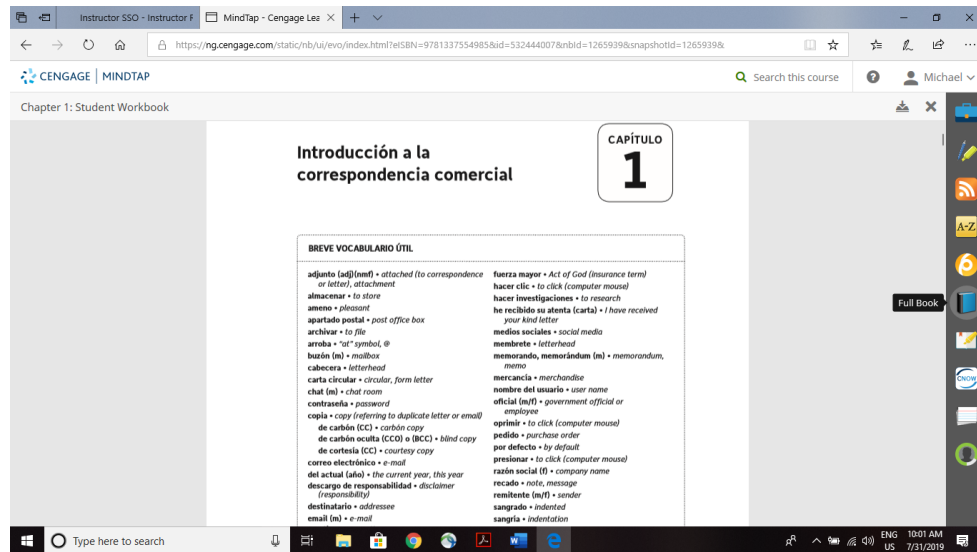 Instructor SSO - Instructor F
MindTap - Cengage Lea
https://ng.cengage.com/static/nb/ui/evo/index.html?eISBN=9781337554985&id=532444007&nbId=1265939&snapshotId=1265939&
CENGAGE | MINDTAP
Search this course
Michael
Chapter 1: Student Workbook
Introducción a la
correspondencia comercial
CAPÍTULO
1
BREVE VOCABULARIO ÚTIL
adjunto (adj)(nmf) • attached (to correspondence
or letter), attachment
almacenar • to store
ameno • pleasant
apartado postal • post office box
archivar • to file
arroba • "at" symbol, @
buzón (m) • mailbox
cabecera • letterhead
carta circular • circular, form letter
chat (m) • chat room
contraseña • password
copia • copy (referring to duplicate letter or email)
de carbón (CC) • carbón copy
de carbón oculta (CCO) o (BCC) • blind copy
de cortesía (CC) • courtesy copy
correo electrónico • e-mail
del actual (año) • the current year, this year
descargo de responsabilidad • disclaimer
(responsibility)
destinatario • addressee
email (m) • e-mail
fuerza mayor • Act of God (insurance term)
hacer clic • to click (computer mouse)
hacer investigaciones • to research
he recibido su atenta (carta) • I have received
your kind letter
medios sociales • social media
membrete • letterhead
memorando, memorándum (m) • memorandum,
memo
mercancía • merchandise
nombre del usuario • user name
oficial (m/f) • government official or
employee
oprimir • to click (computer mouse)
pedido • purchase order
por defecto • by default
presionar • to click (computer mouse)
razón social (f) • company name
recado • note, message
remitente (m/f) • sender
sangrado • indented
sangría • indentation
A-Z
Full Book
CNOW
Type here to search
ENG
US
10:01 AM
7/31/2019